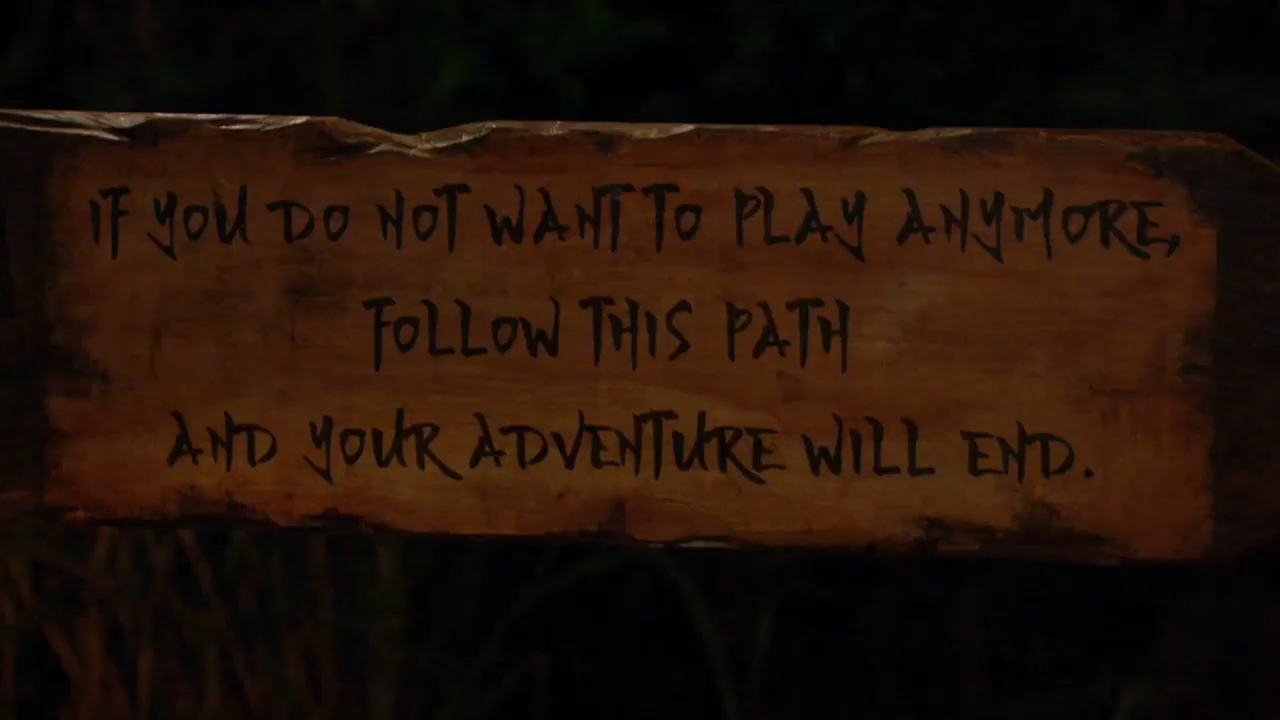 IF YOU DO NOT WANT TO PLAY ANYMORE,
FOLLOW THIS PATH
AND YOUR ADVENTURE WILL END.